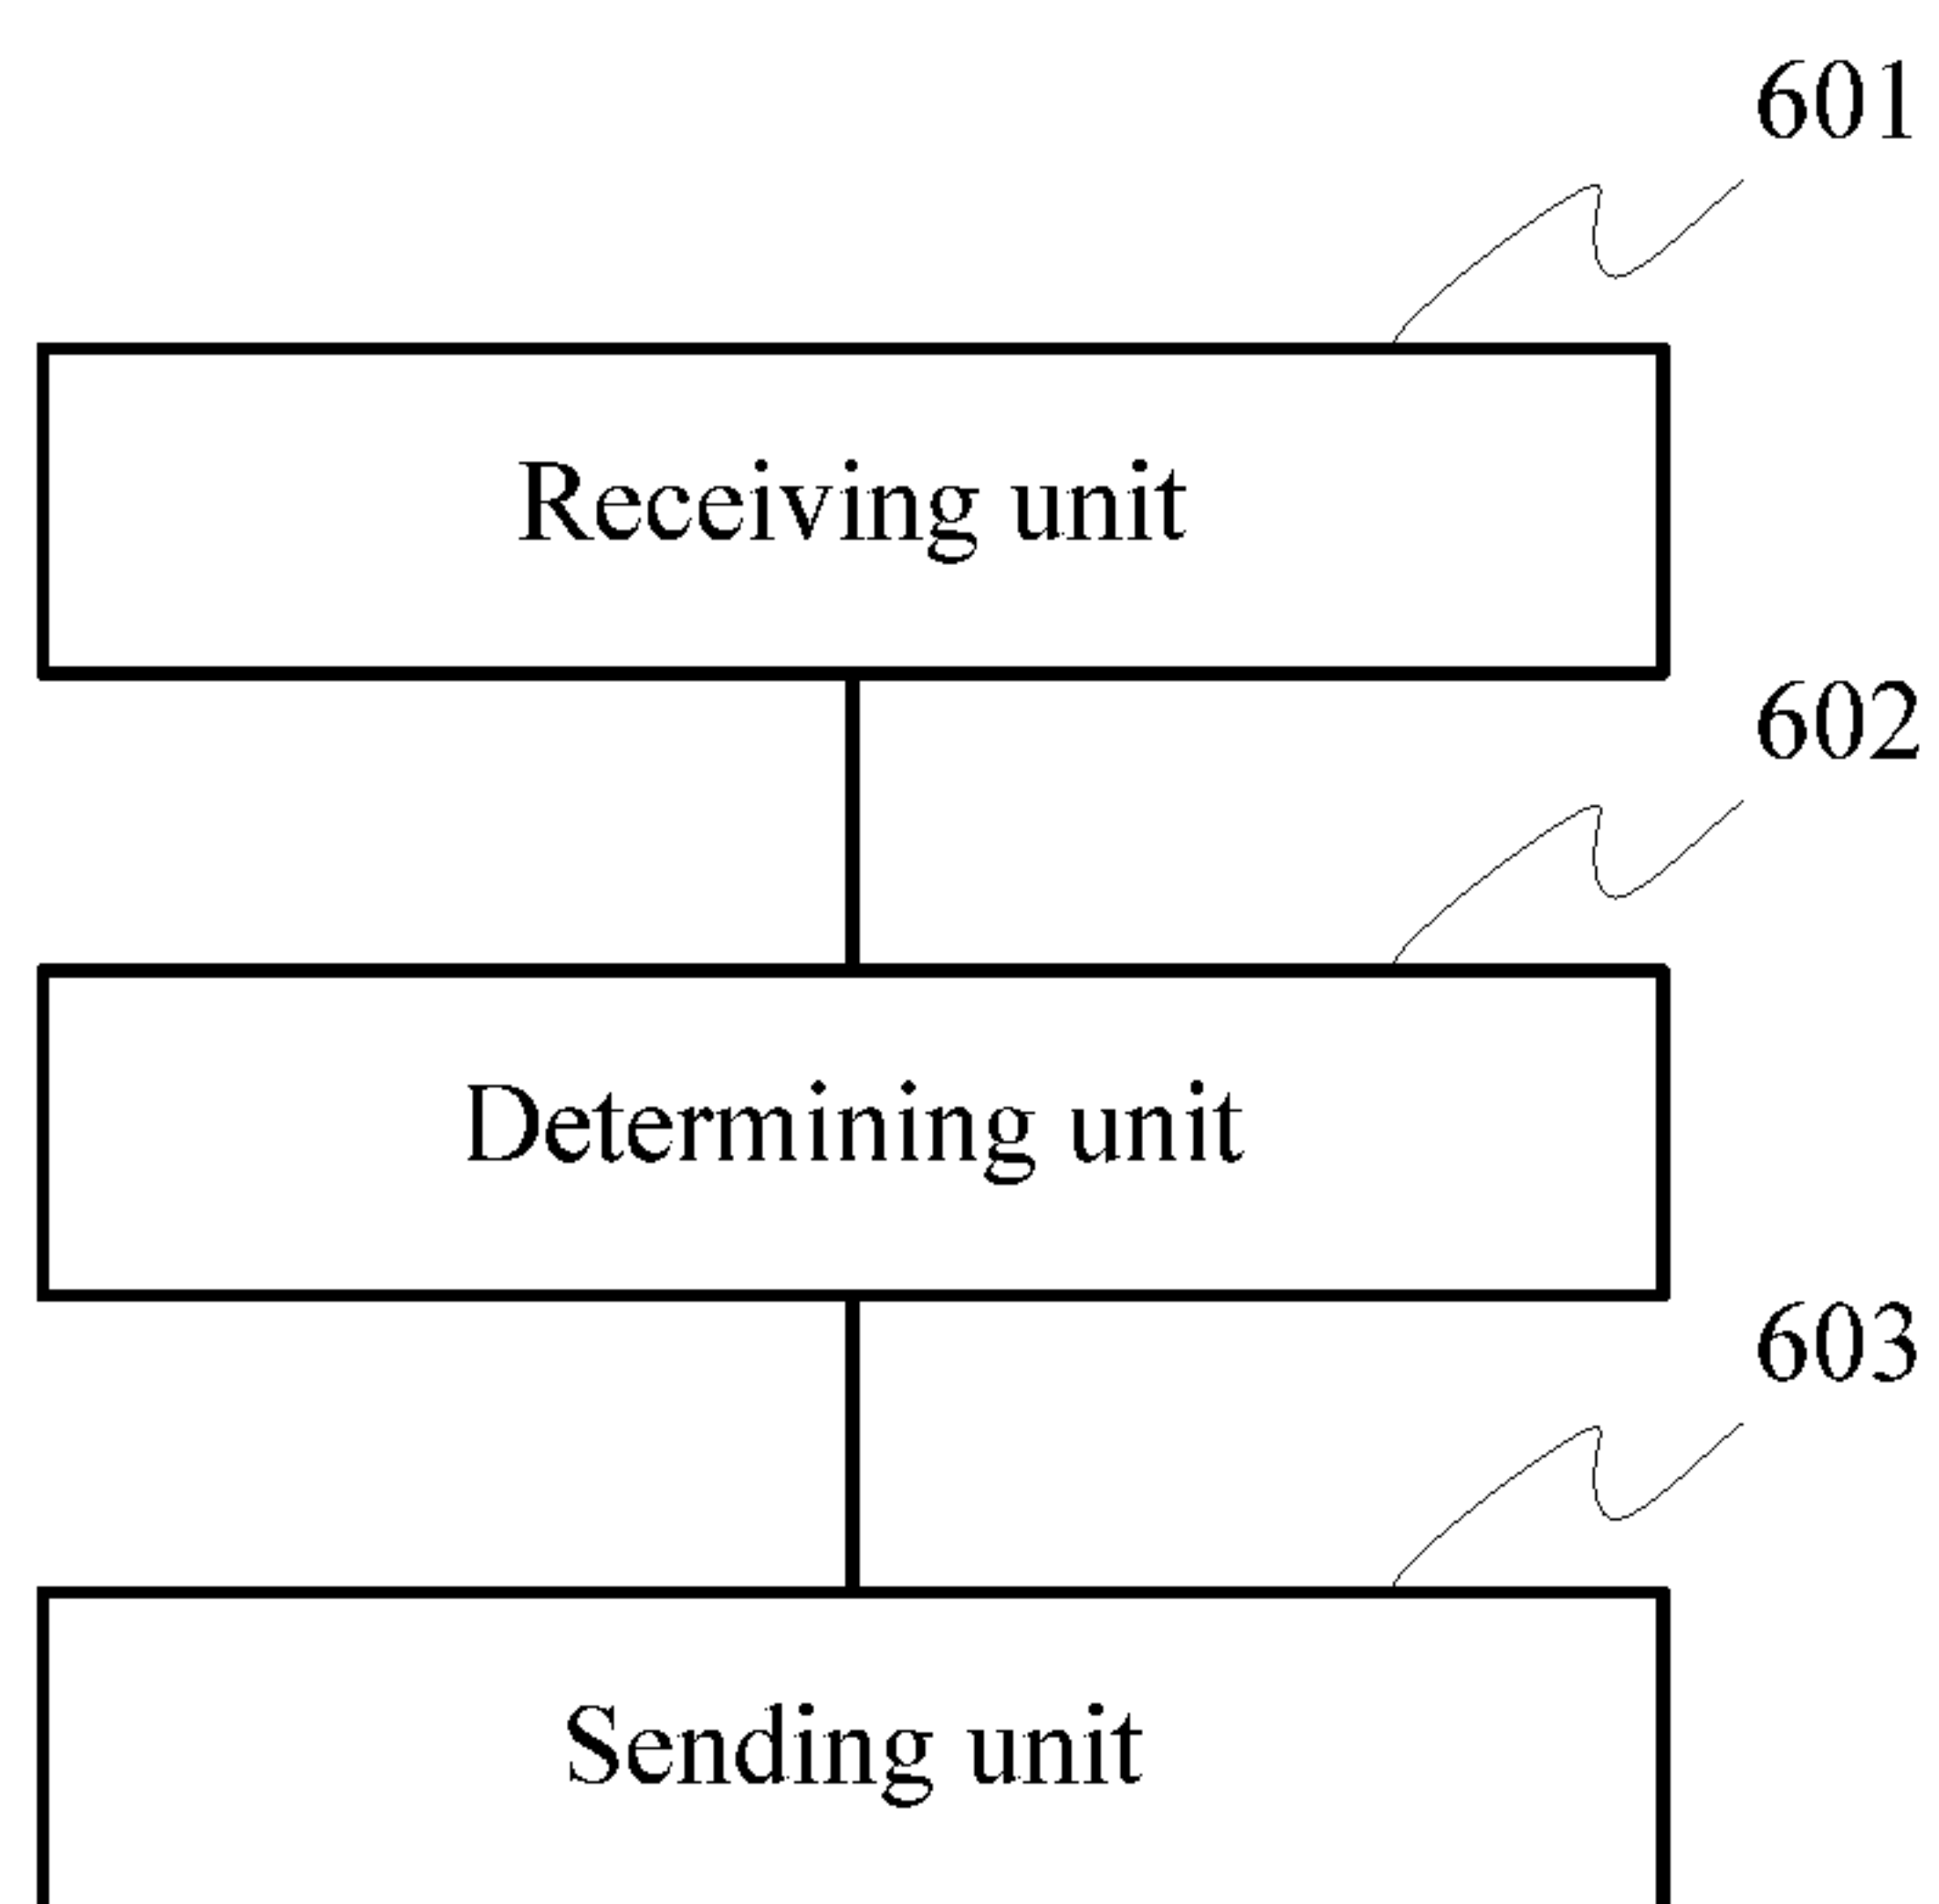 601
Receiving unit
602
Determining unit
603
Sending unit